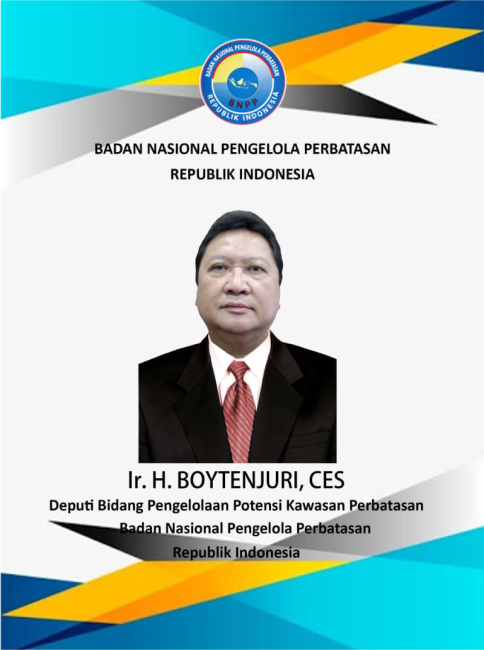 BADAN NASIONAL PENGELOLA PERBATASAN
BNPP
REPUBLIK INDONESIA
BADAN NASIONAL PENGELOLA PERBATASAN
REPUBLIK INDONESIA
Ir. H. BOYTENJURI, CES
Deputi Bidang Pengelolaan Potensi Kawasan Perbatasan
Badan Nasional Pengelola Perbatasan
Republik Indonesia